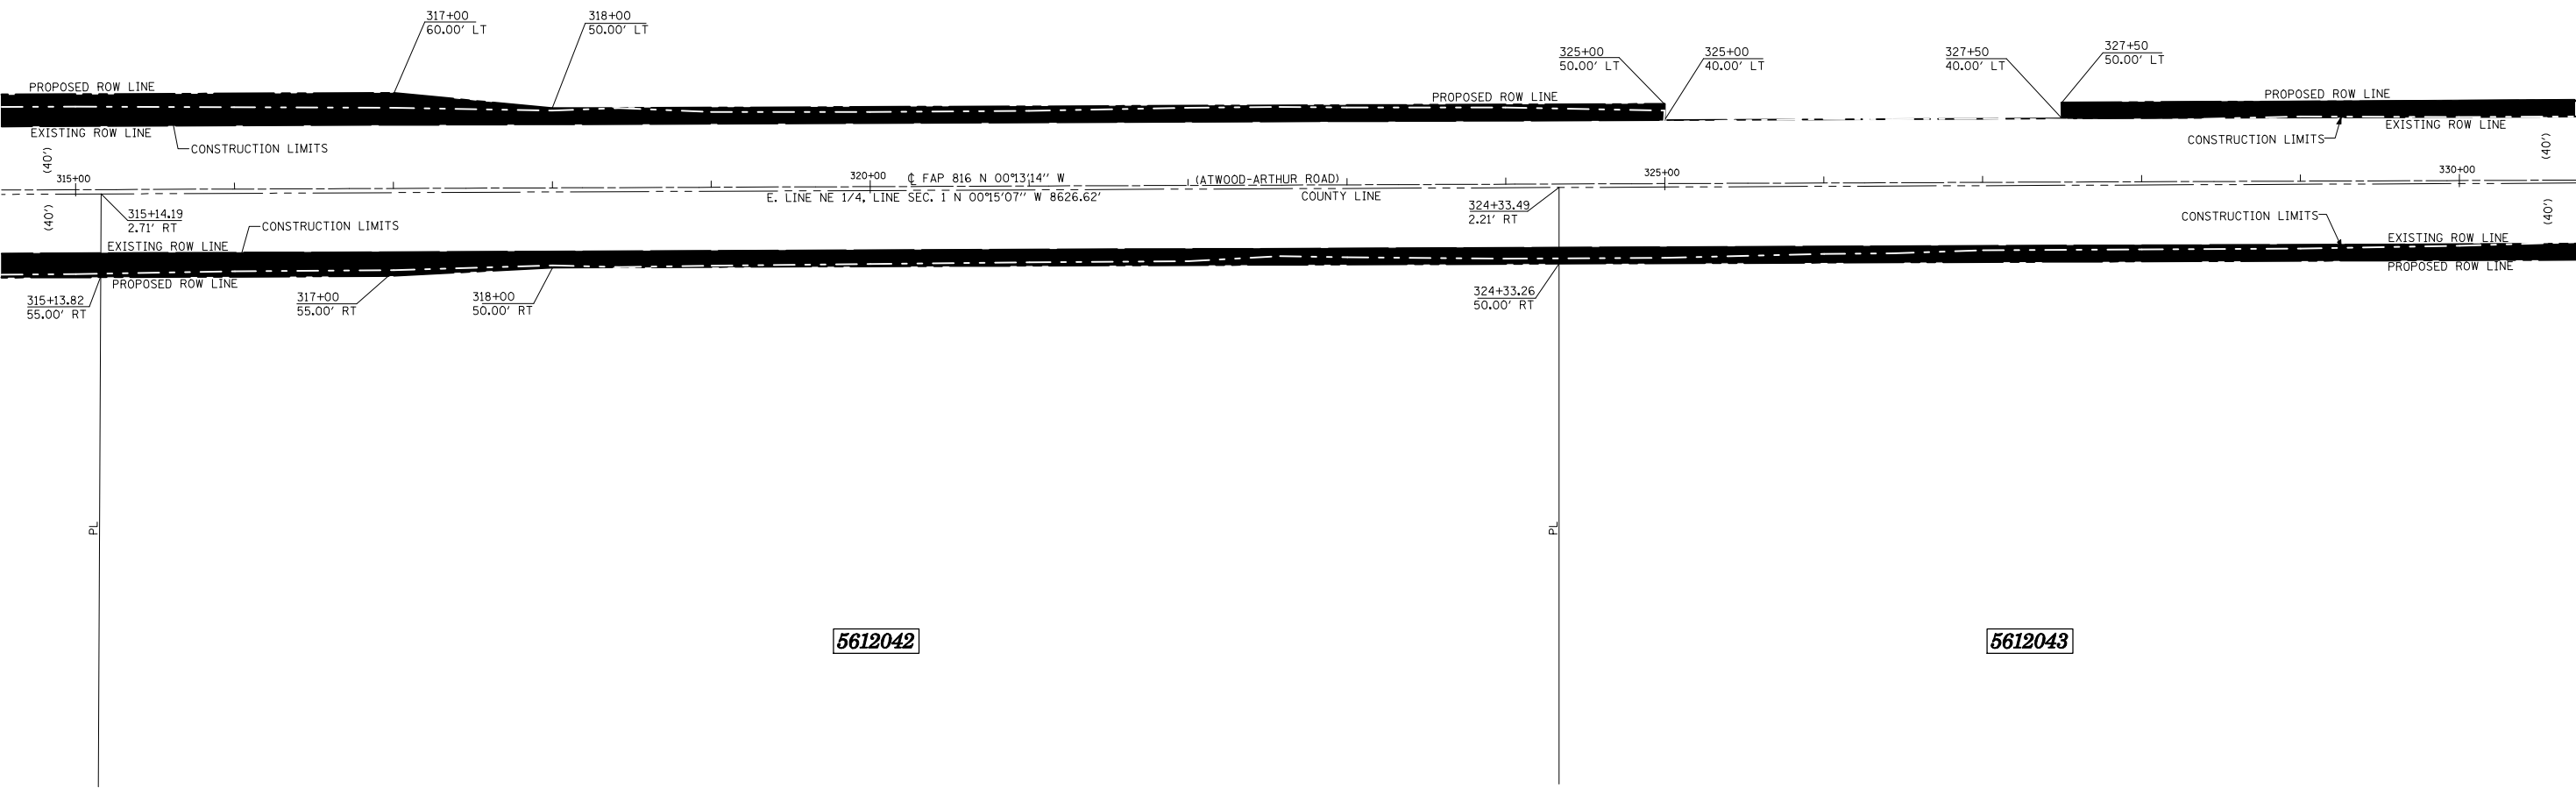 317+00
60.00' LT
318+00
50.00' LT
325+00
50.00' LT
325+00
40.00' LT
327+50
40.00' LT
327+50
50.00' LT
PROPOSED ROW LINE
PROPOSED ROW LINE
PROPOSED ROW LINE
EXISTING ROW LINE
EXISTING ROW LINE
CONSTRUCTION LIMITS
CONSTRUCTION LIMITS
(40')
(40')
315+00
320+00
325+00
330+00
℄ FAP 816 N 00°13'14'' W
(ATWOOD-ARTHUR ROAD)
E. LINE NE 1/4, LINE SEC. 1 N 00°15'07'' W 8626.62'
COUNTY LINE
(40')
(40')
315+14.19
2.71' RT
324+33.49
2.21' RT
CONSTRUCTION LIMITS
CONSTRUCTION LIMITS
EXISTING ROW LINE
EXISTING ROW LINE
PROPOSED ROW LINE
PROPOSED ROW LINE
315+13.82
55.00' RT
317+00
55.00' RT
318+00
50.00' RT
324+33.26
50.00' RT
PL
PL
5612042
5612043